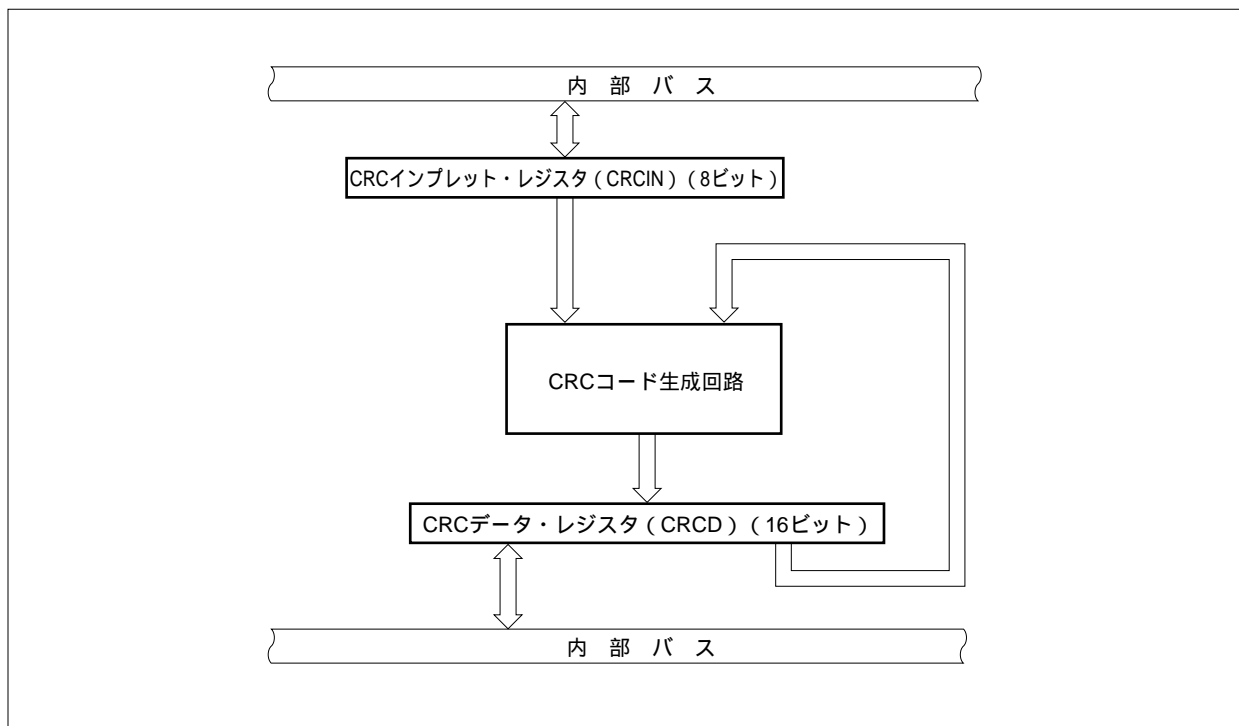 内 部 バ ス
CRCインプレット・レジスタ（CRCIN）（8ビット）
CRCコード生成回路
CRCデータ・レジスタ（CRCD）（16ビット）
内 部 バ ス